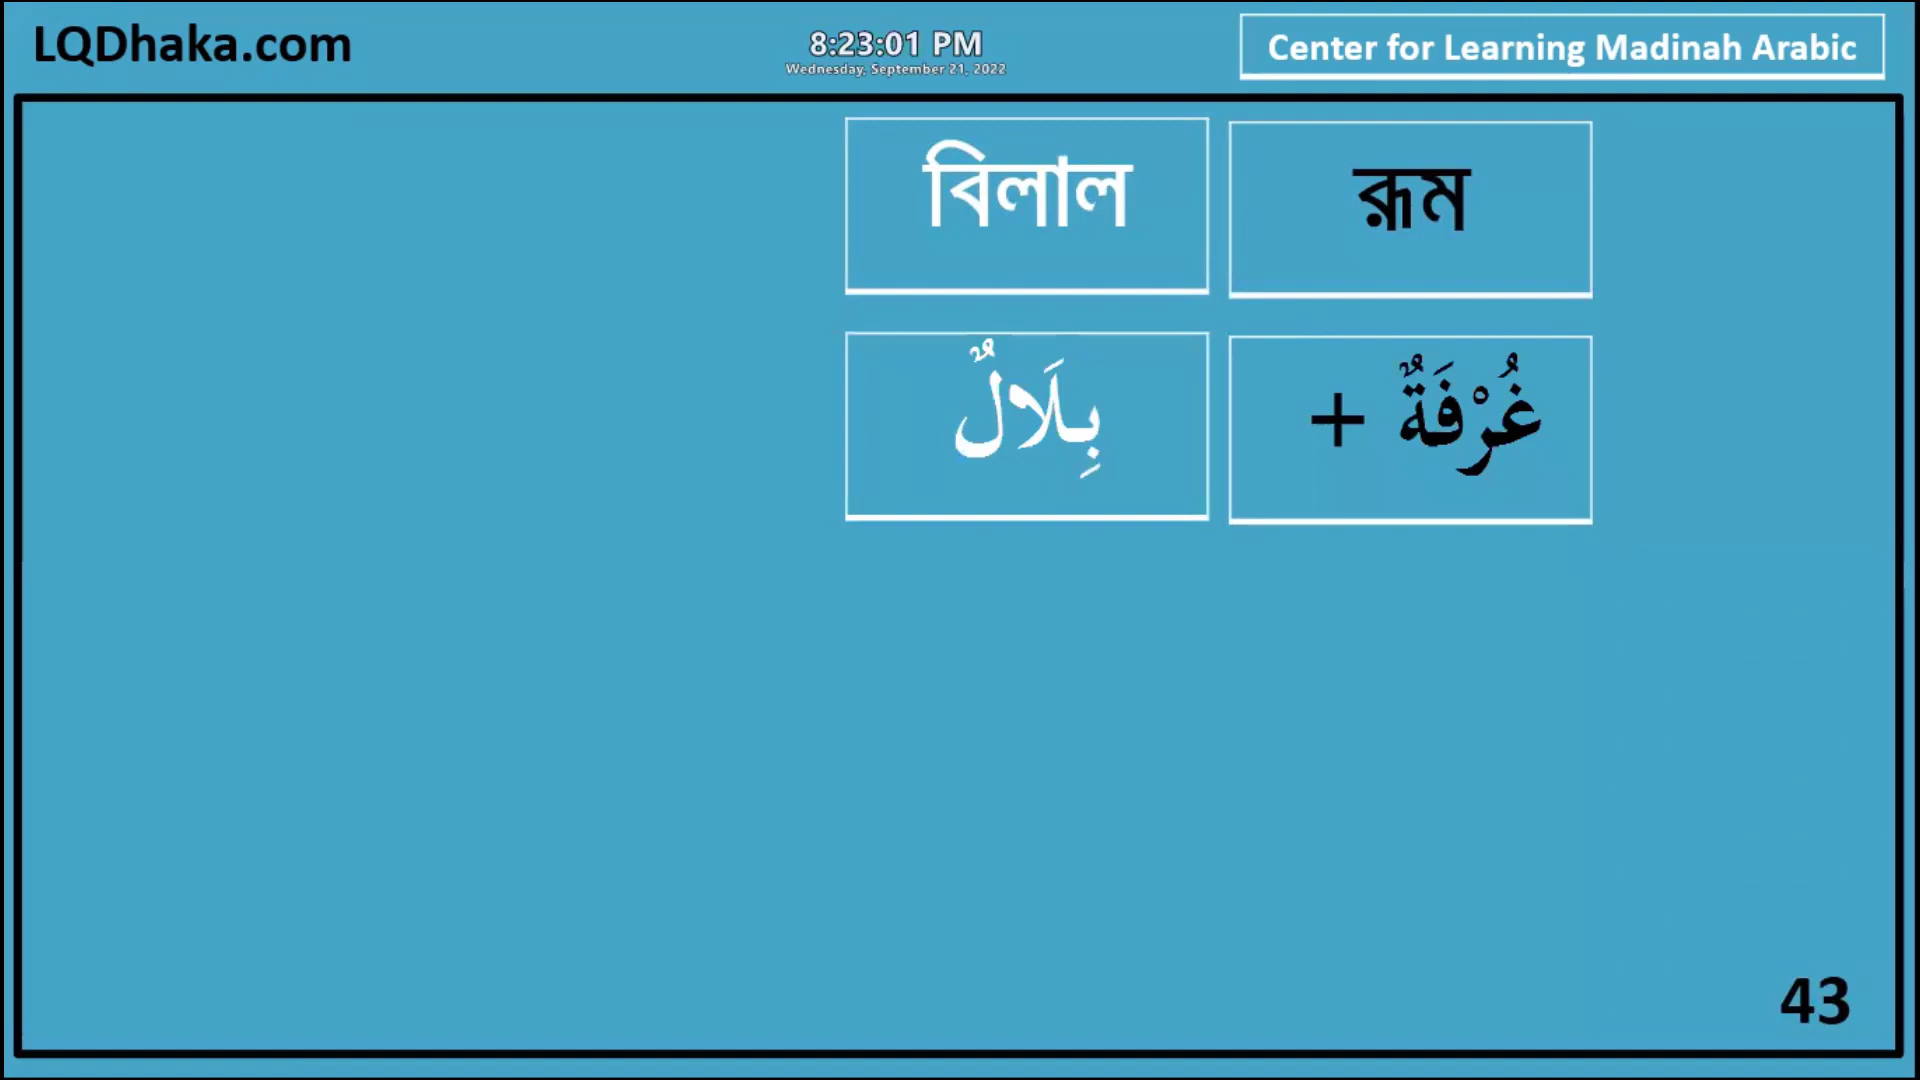 LQDhaka.com
8:23:01 PM
Wednesday, September 21, 2022
Center for Learning Madinah Arabic
বিলাল
রূম
غُرْفَةٌ +
بِلَالٌ
43